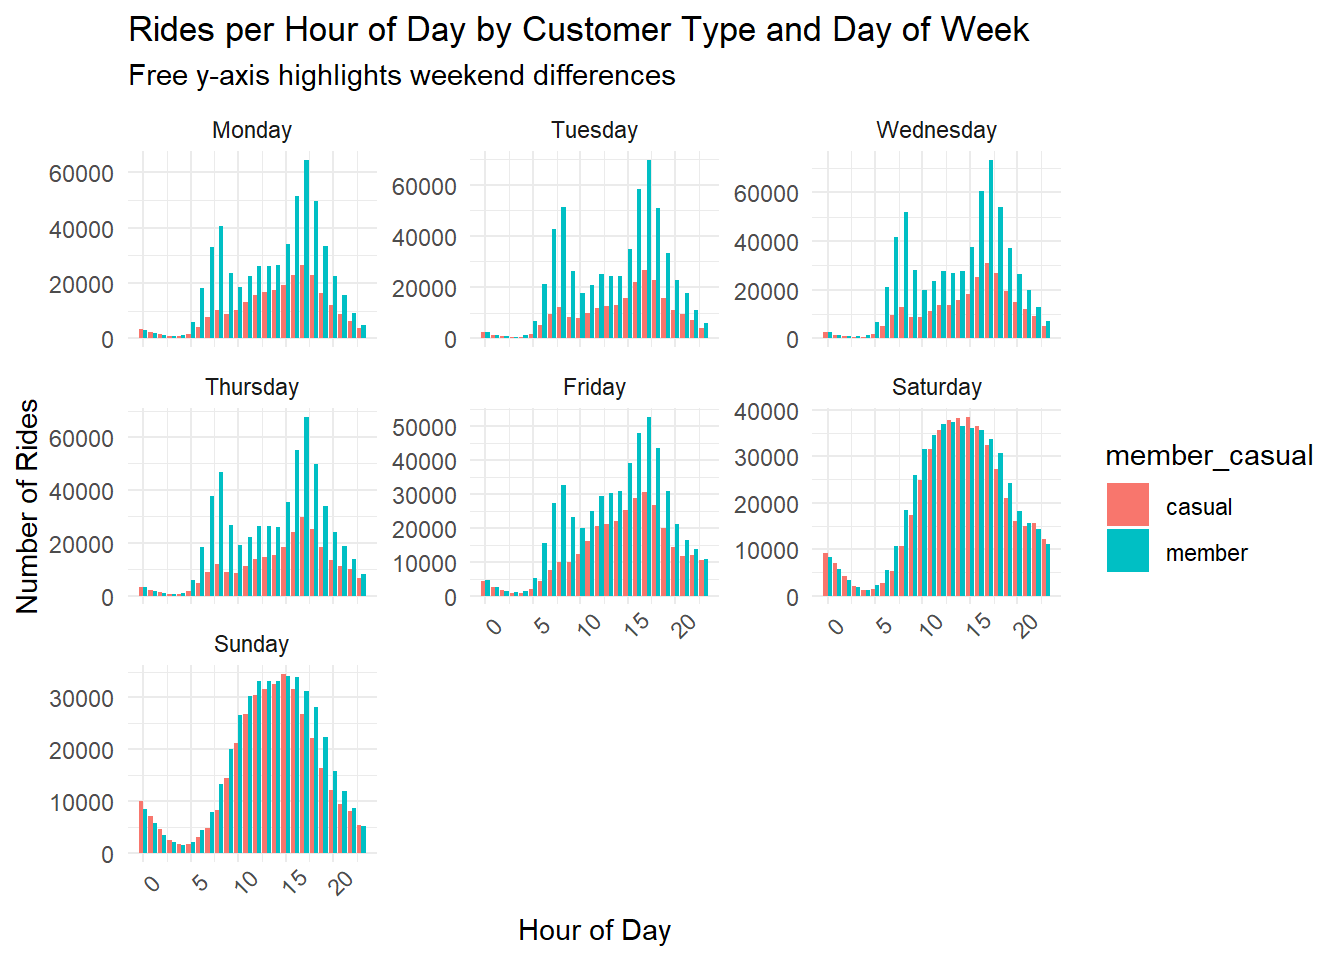 Rides per Hour of Day by Customer Type and Day of Week
Free y-axis highlights weekend differences
Number of Rides
Monday
60000
40000
20000
0
Tuesday
60000
40000
20000
0
Wednesday
60000
40000
20000
0
Thursday
60000
40000
20000
0
Friday
50000
40000
30000
20000
10000
0
0 5 10 15 20
Saturday
40000
30000
20000
10000
0
0 5 10 15 20
Sunday
30000
20000
10000
0
0 5 10 15 20
Hour of Day
member_casual
casual
member